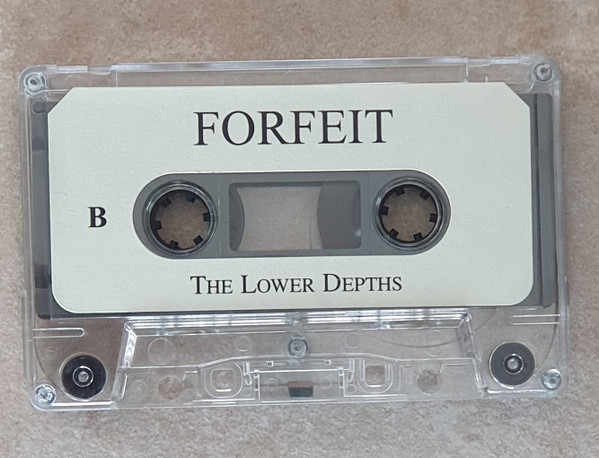 FORFEIT
B
The Lower Depths